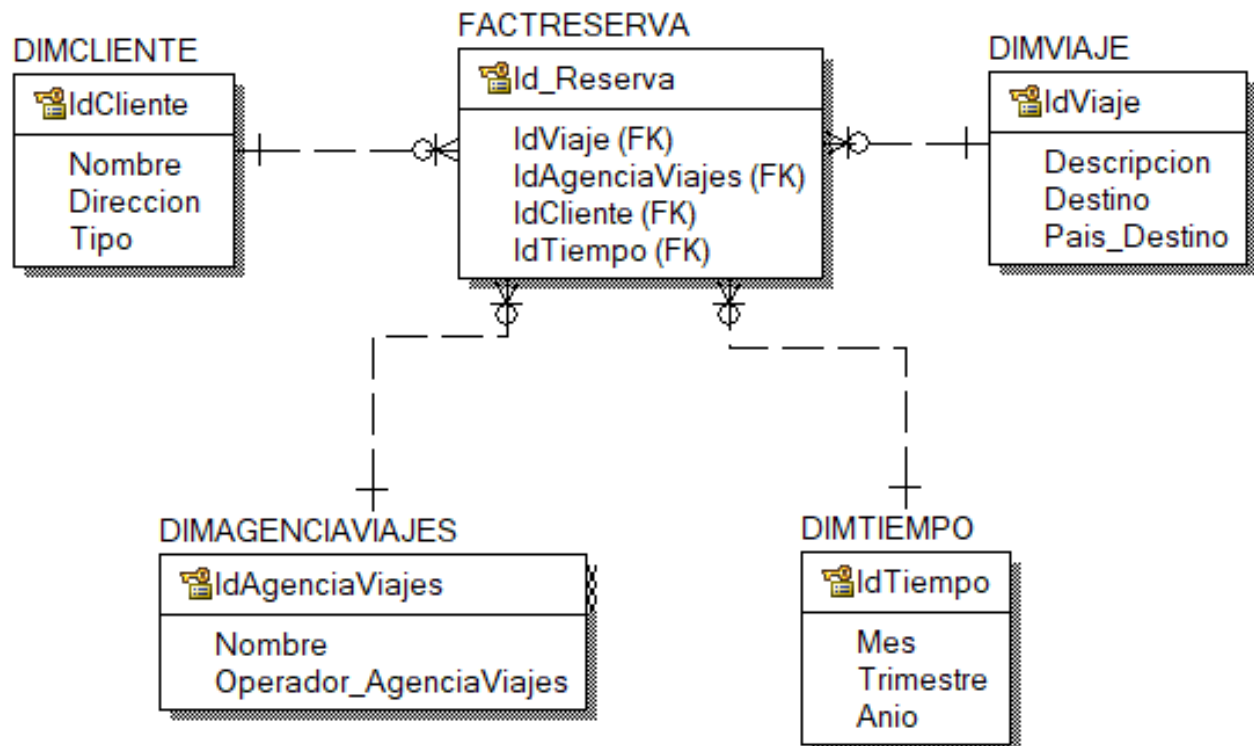 DIMCLIENTE
IdCliente
Nombre
Direccion
Tipo
FACTRESERVA
Id_Reserva
IdViaje (FK)
IdAgenciaViajes (FK)
IdCliente (FK)
IdTiempo (FK)
DIMVIAJE
IdViaje
Descripcion
Destino
Pais_Destino
DIMAGENCIAVIAJES
IdAgenciaViajes
Nombre
Operador_AgenciaViajes
DIMTIEMPO
IdTiempo
Mes
Trimestre
Anio